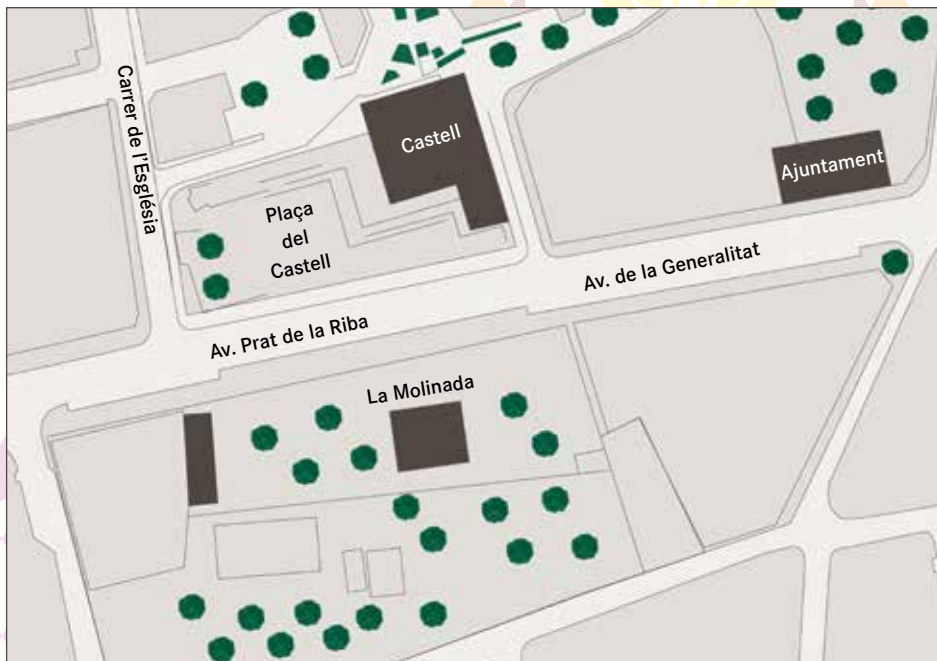 Carrer de
l'Església
Castell
Ajuntament
Plaça
del
Castell
Av. de la Generalitat
Av. Prat de la Riba
La Molinada